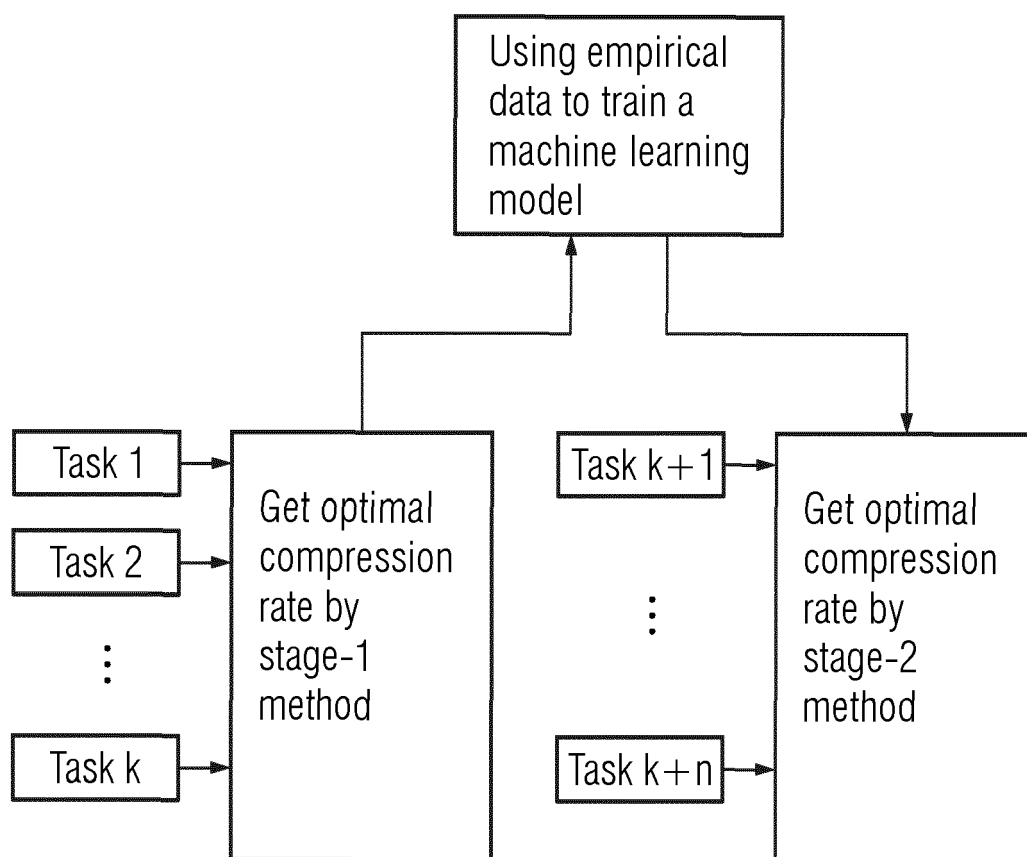 Using empirical
data to train a
machine learning
model
Task 1
Task 2
⋮
Task k
Get optimal
compression
rate by
stage-1
method
Task k+1
⋮
Task k+n
Get optimal
compression
rate by
stage-2
method